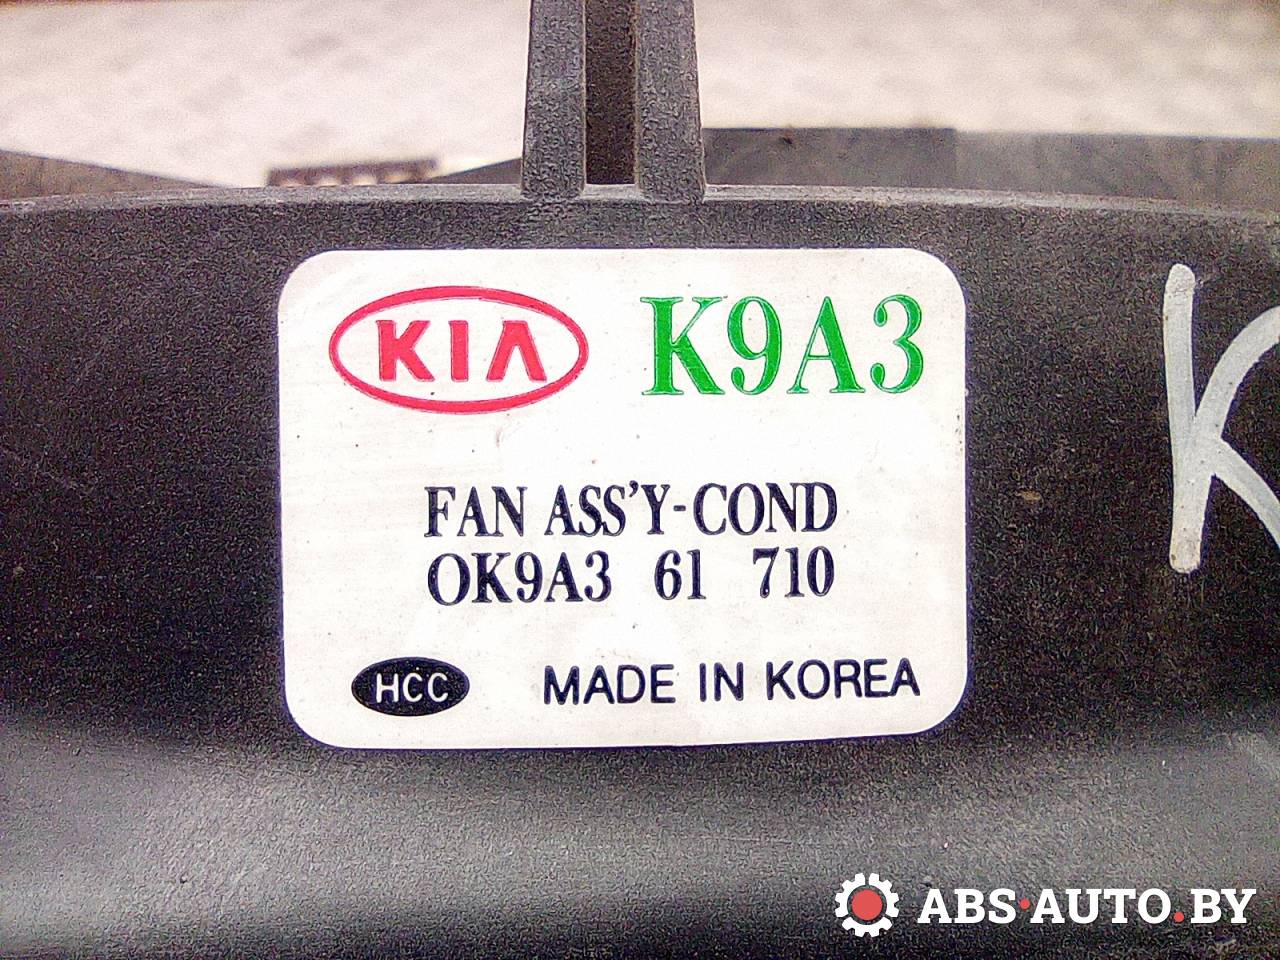 KIA K9A3
FAN ASS'Y-COND
OK9A3 61 710
HCC MADE IN KOREA
K
ABS·AUTO.BY